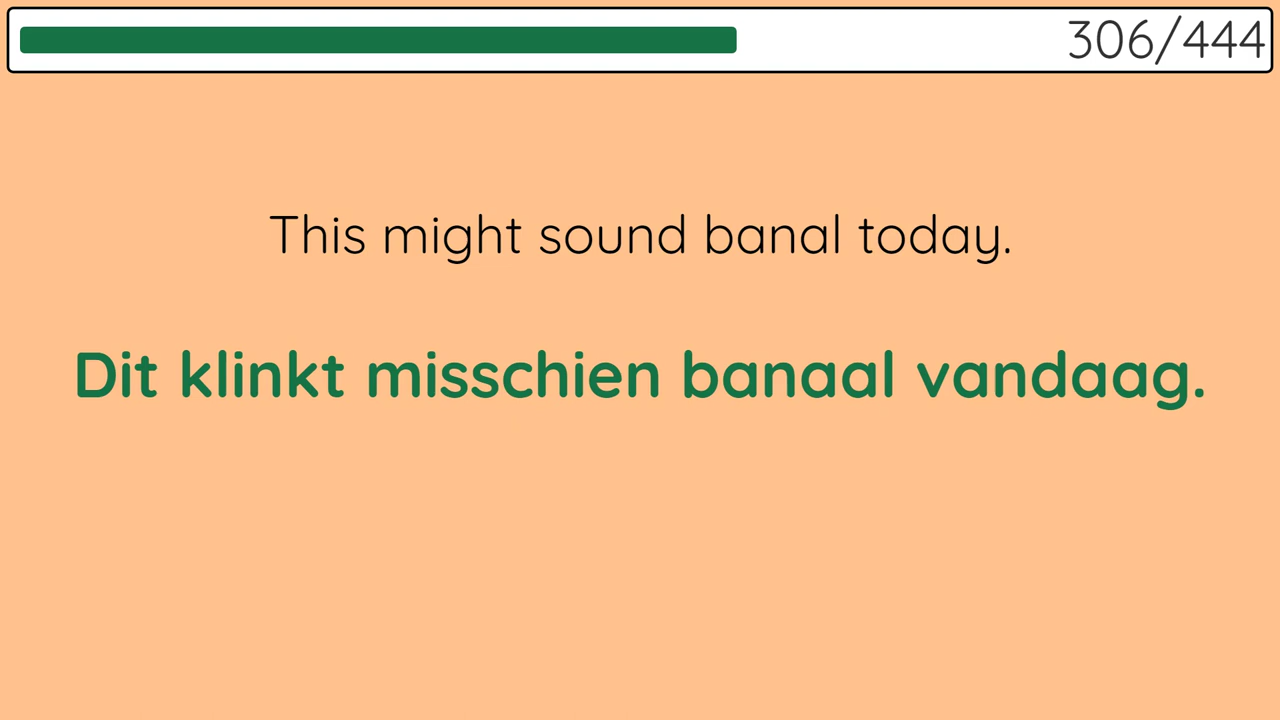 306/444
This might sound banal today.
Dit klinkt misschien banaal vandaag.